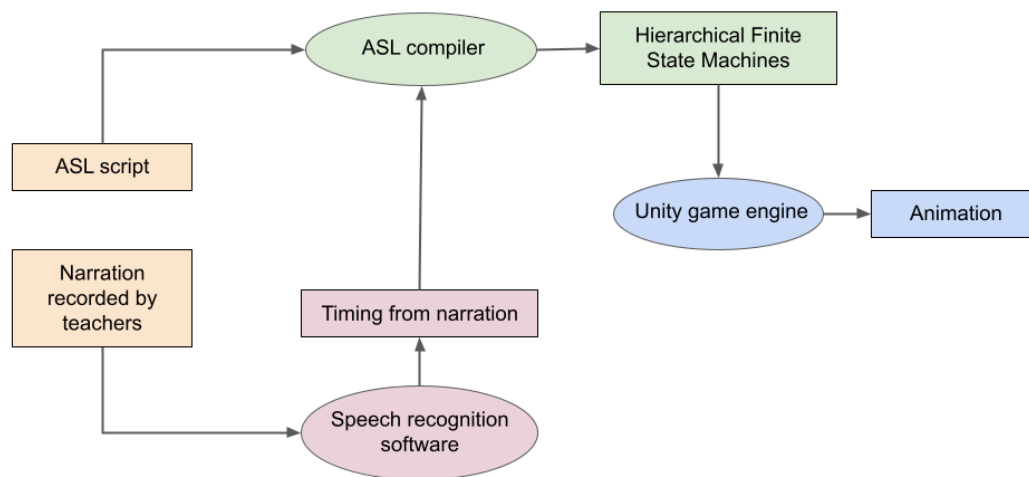 ASL compiler
Hierarchical Finite
State Machines
ASL script
Unity game engine
Animation
Narration
recorded by
teachers
Timing from narration
Speech recognition
software